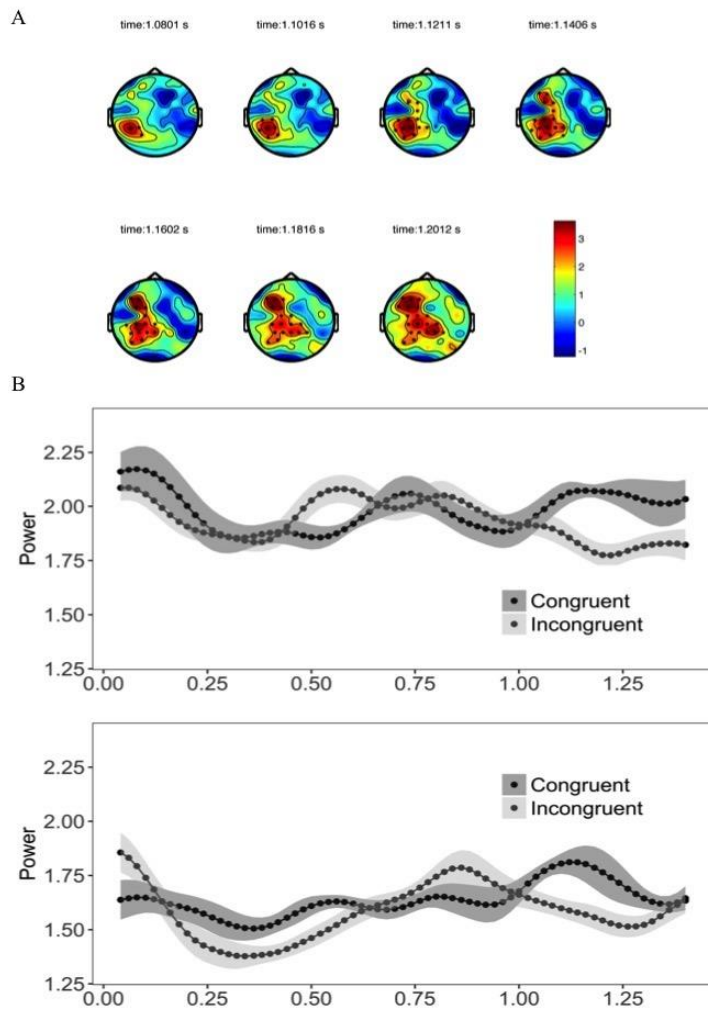 A
time:1.0801 s time:1.1016 s time:1.1211 s time:1.1406 s
time:1.1602 s time:1.1816 s time:1.2012 s
3
2
1
0
-1
B
2.25
2.00
1.75
1.50
1.25
Power
Congruent
Incongruent
0.00 0.25 0.50 0.75 1.00 1.25
2.25
2.00
1.75
1.50
1.25
Power
Congruent
Incongruent
0.00 0.25 0.50 0.75 1.00 1.25